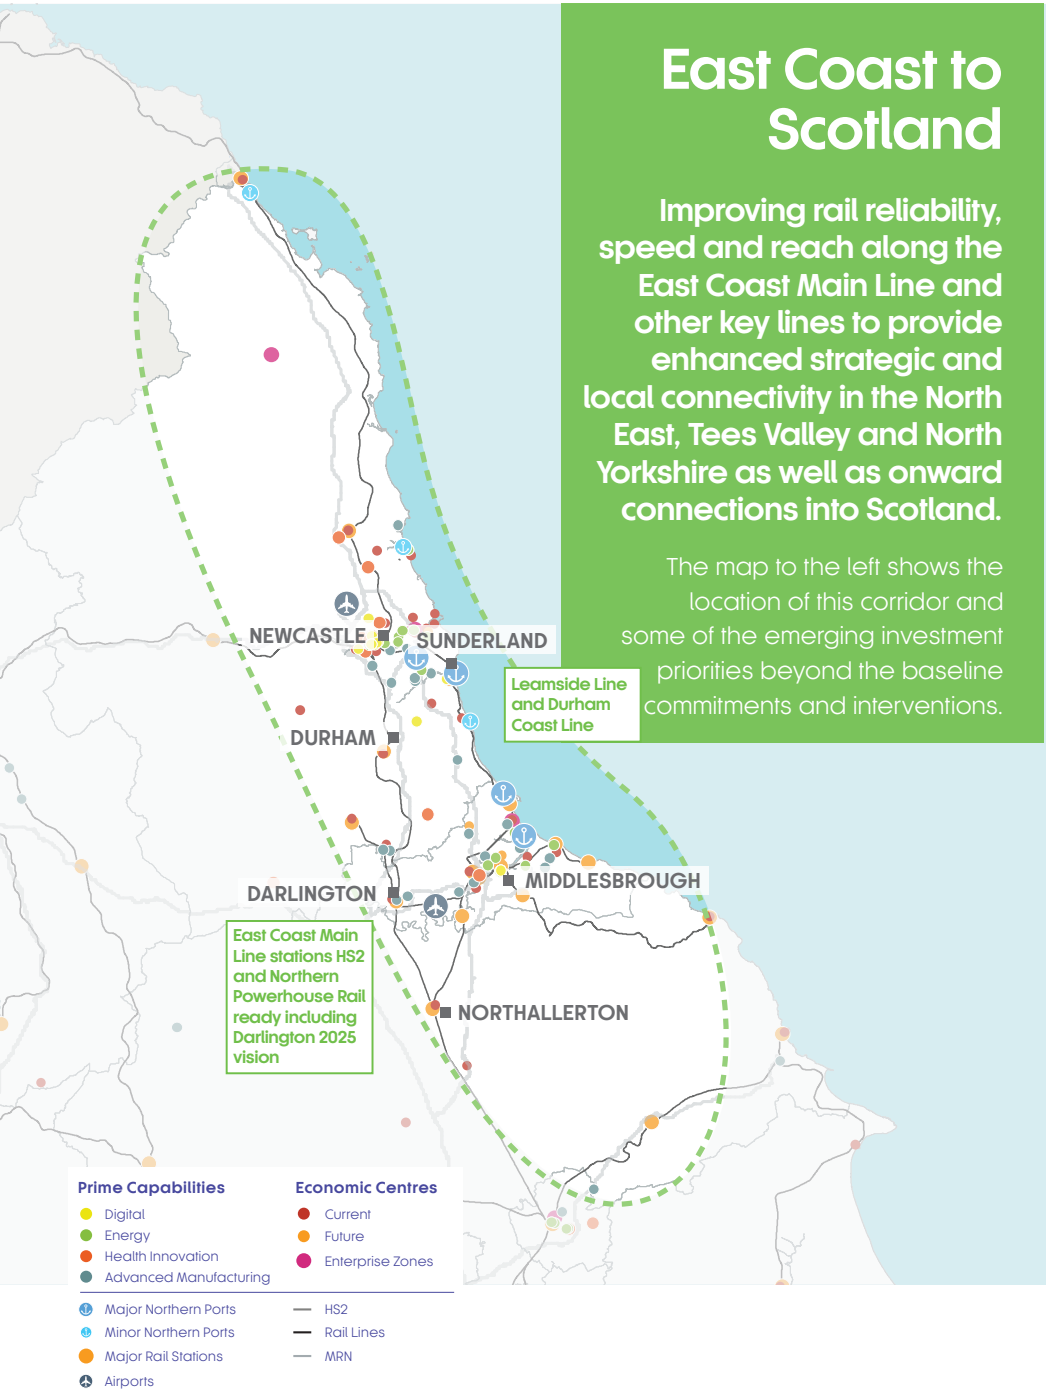 East Coast to
Scotland
Improving rail reliability,
speed and reach along the
East Coast Main Line and
other key lines to provide
enhanced strategic and
local connectivity in the North
East, Tees Valley and North
Yorkshire as well as onward
connections into Scotland.
The map to the left shows the
location of this corridor and
some of the emerging investment
priorities beyond the baseline
commitments and interventions.
NEWCASTLE
SUNDERLAND
Leamside Line
and Durham
Coast Line
DURHAM
DARLINGTON
MIDDLESBROUGH
East Coast Main
Line stations HS2
and Northern
Powerhouse Rail
ready including
Darlington 2025
vision
NORTHALLERTON
Prime Capabilities
Digital
Energy
Health Innovation
Advanced Manufacturing
Economic Centres
Current
Future
Enterprise Zones
Major Northern Ports
Minor Northern Ports
Major Rail Stations
Airports
HS2
Rail Lines
MRN